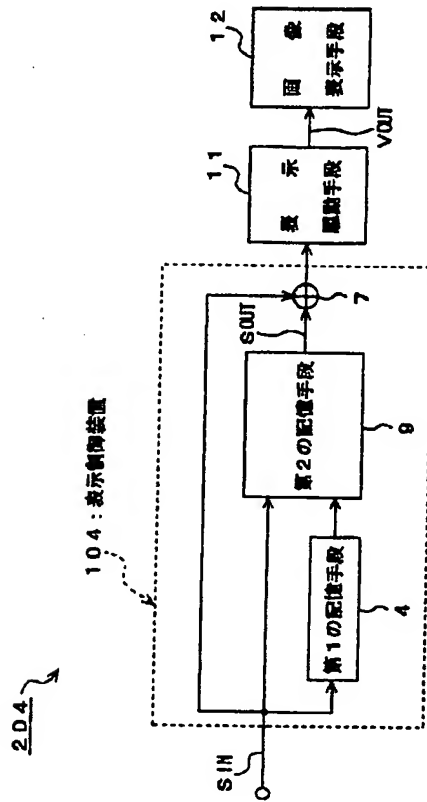 204
104:表示制御装置
SIN
第1の記憶手段
4
第2の記憶手段
9
SOUT
7
表示
駆動手段
11
VOUT
画像
表示手段
12